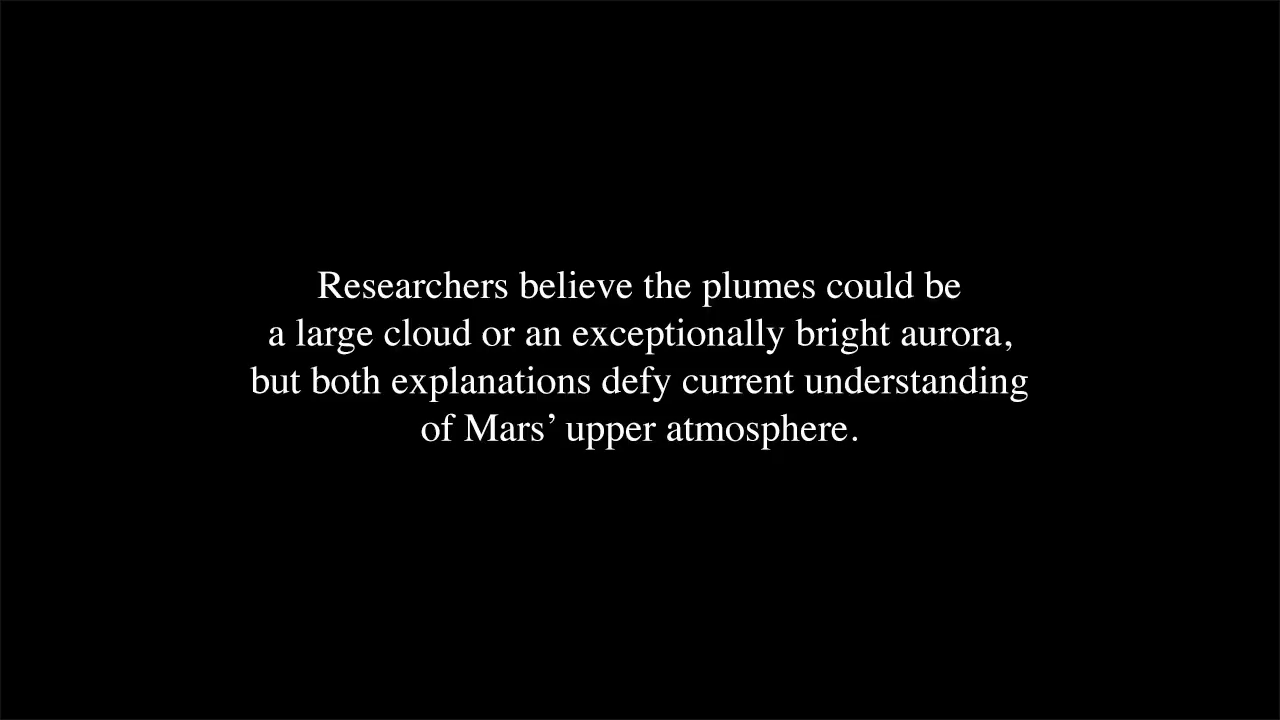 Researchers believe the plumes could be
a large cloud or an exceptionally bright aurora,
but both explanations defy current understanding
of Mars’ upper atmosphere.